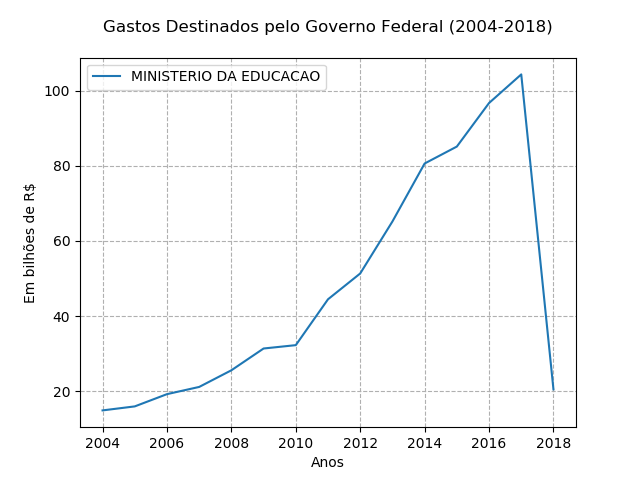 Gastos Destinados pelo Governo Federal (2004-2018)
MINISTERIO DA EDUCACAO
Em bilhões de R$
100
80
60
40
20
2004 2006 2008 2010 2012 2014 2016 2018
Anos